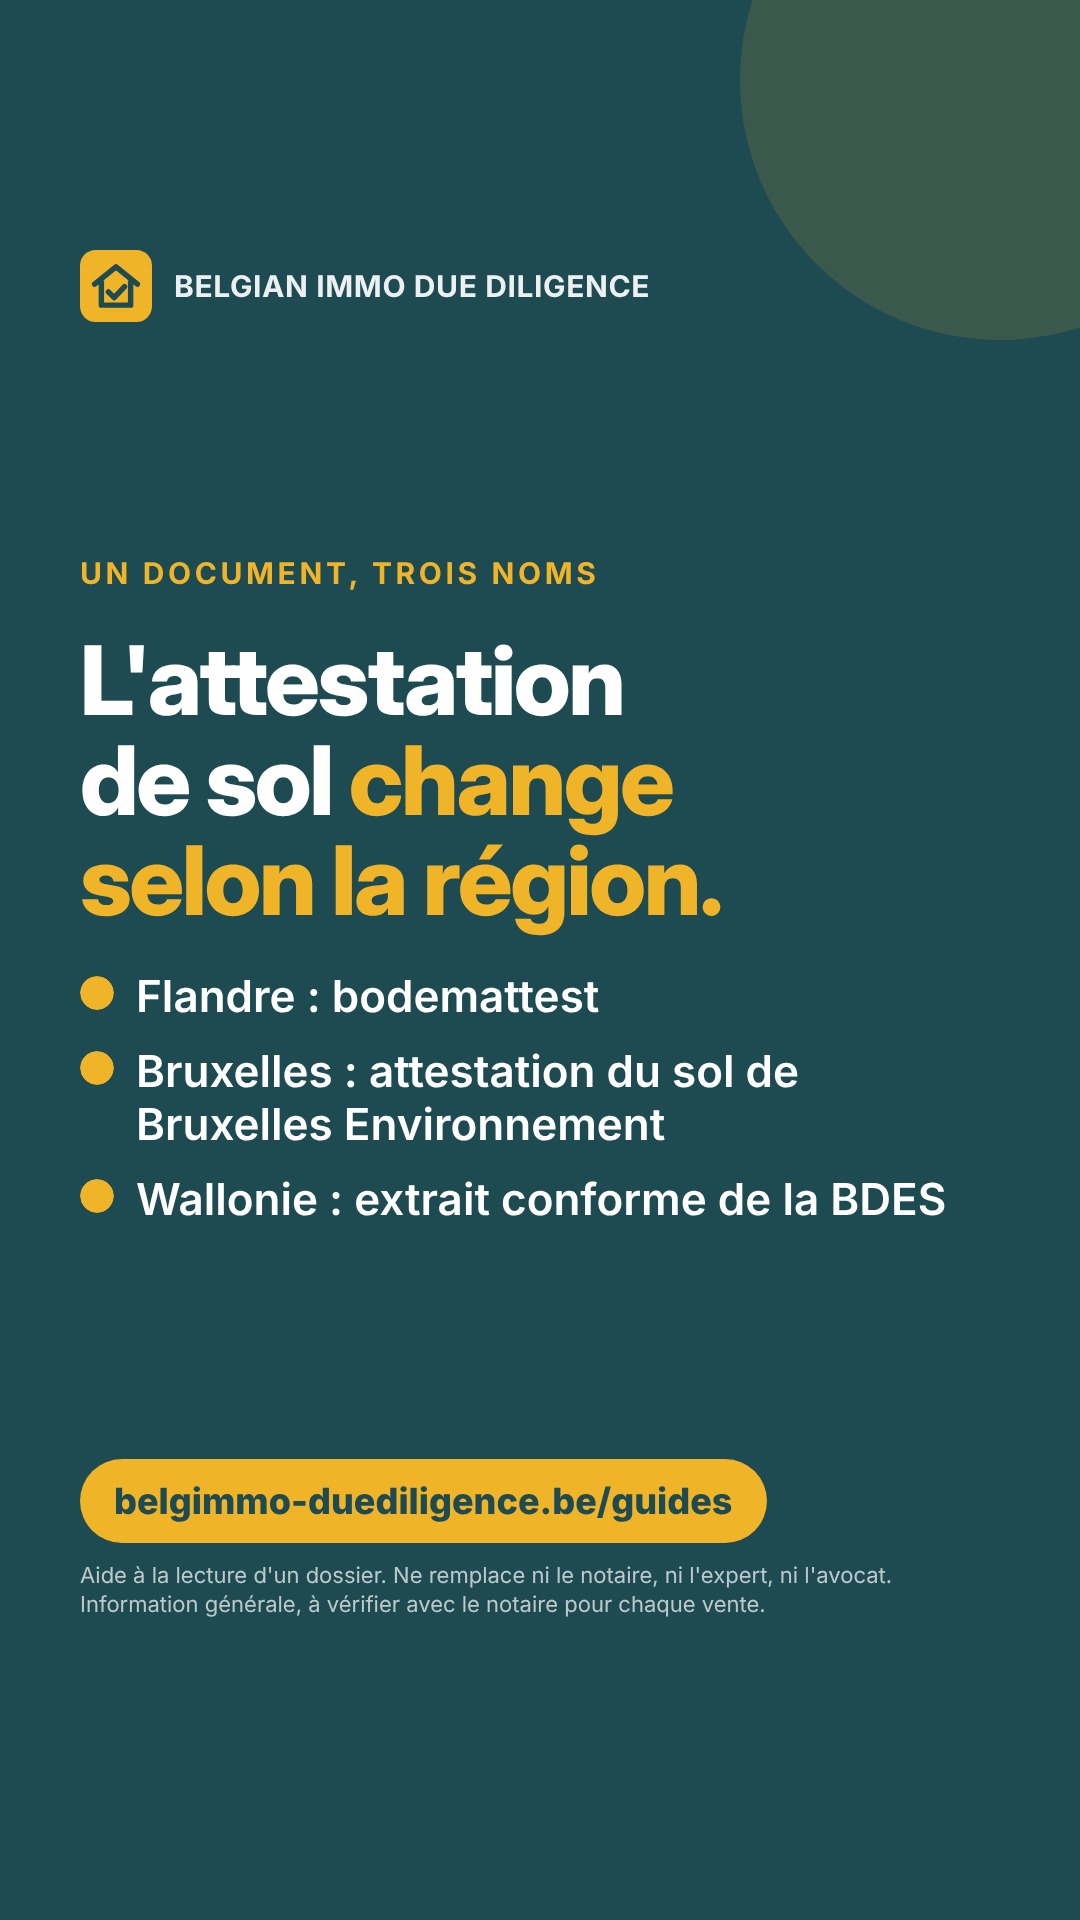 BELGIAN IMMO DUE DILIGENCE
UN DOCUMENT, TROIS NOMS
L'attestation
de sol change
selon la région.
Flandre : bodemattest
Bruxelles : attestation du sol de
Bruxelles Environnement
Wallonie : extrait conforme de la BDES
belgimmo-duediligence.be/guides
Aide à la lecture d'un dossier. Ne remplace ni le notaire, ni l'expert, ni l'avocat.
Information générale, à vérifier avec le notaire pour chaque vente.